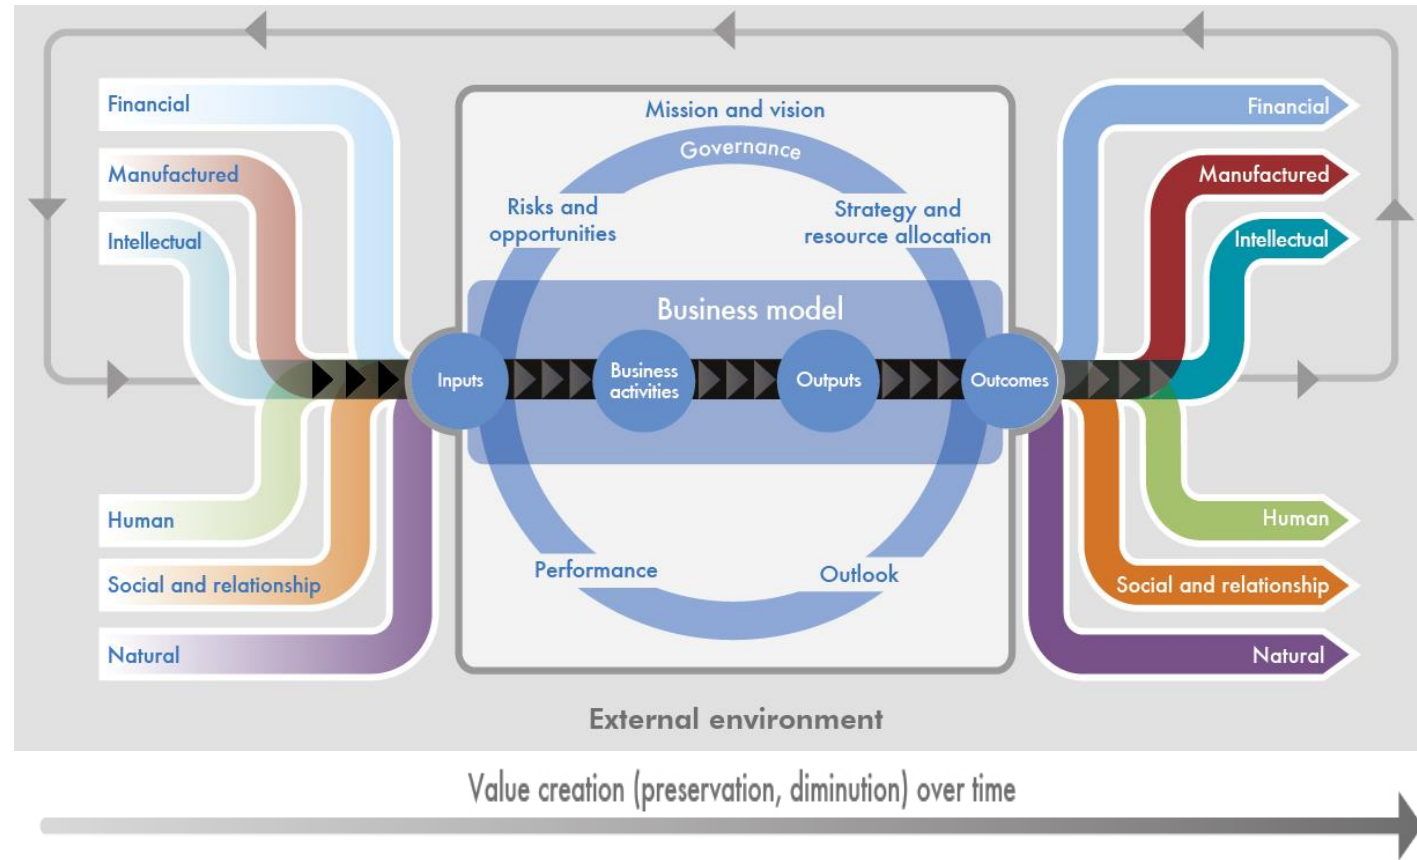 Financial
Manufactured
Intellectual
Human
Social and relationship
Natural
Mission and vision
Governance
Risks and
opportunities
Strategy and
resource allocation
Business model
Inputs
Business
activities
Outputs
Outcomes
Performance
Outlook
Financial
Manufactured
Intellectual
Human
Social and relationship
Natural
External environment
Value creation (preservation, diminution) over time